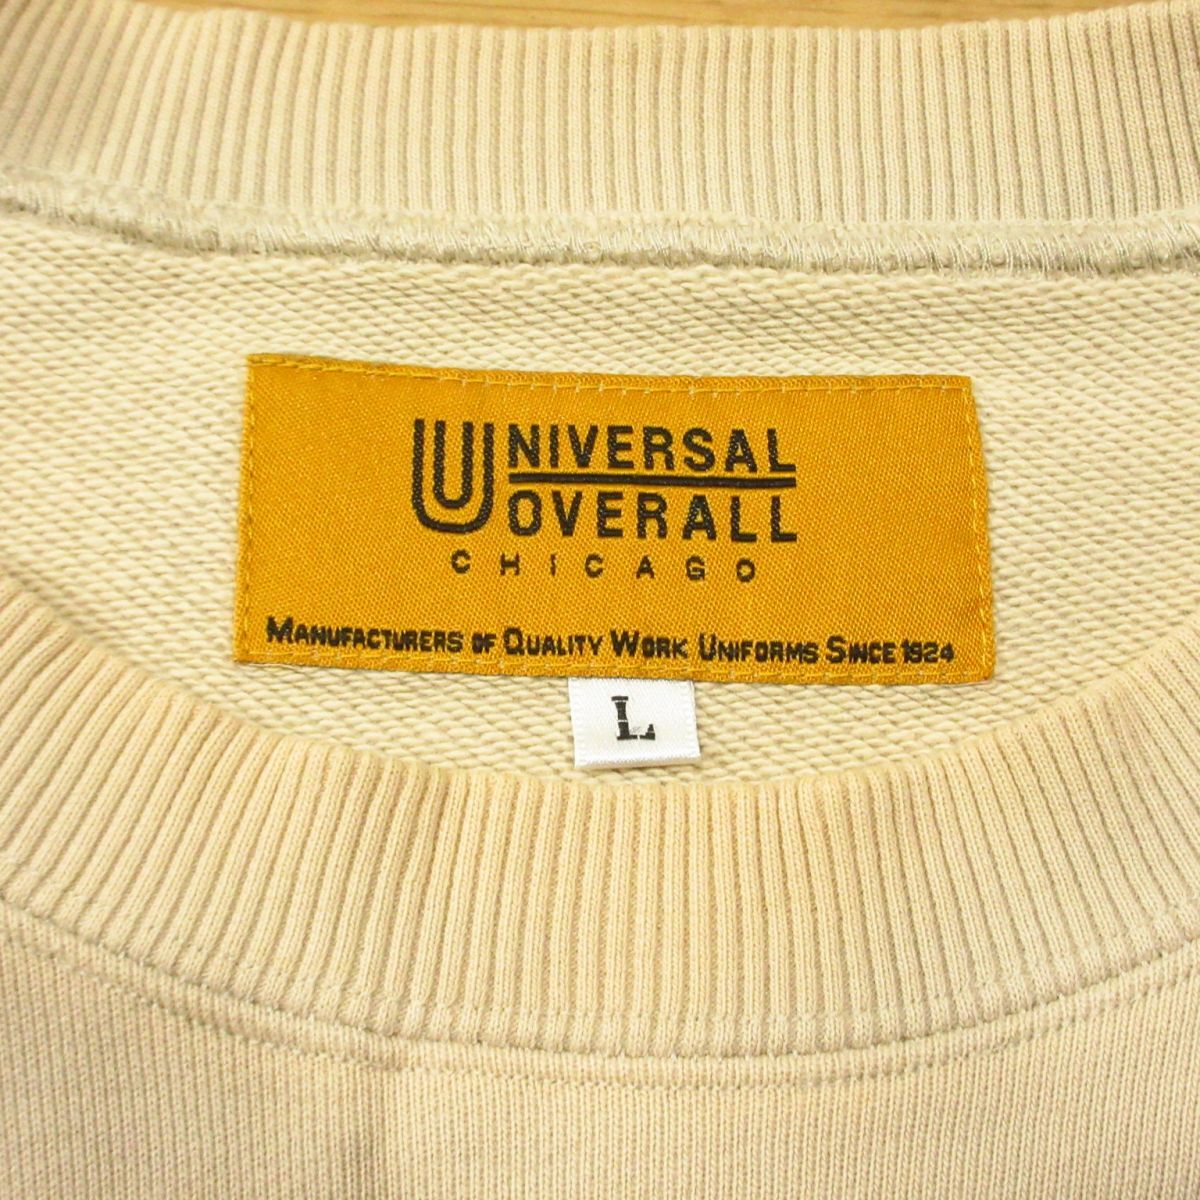 UNIVERSAL
OVERALL
CHICAGO
MANUFACTURERS OF QUALITY WORK UNIFORMS SINCE 1924
L